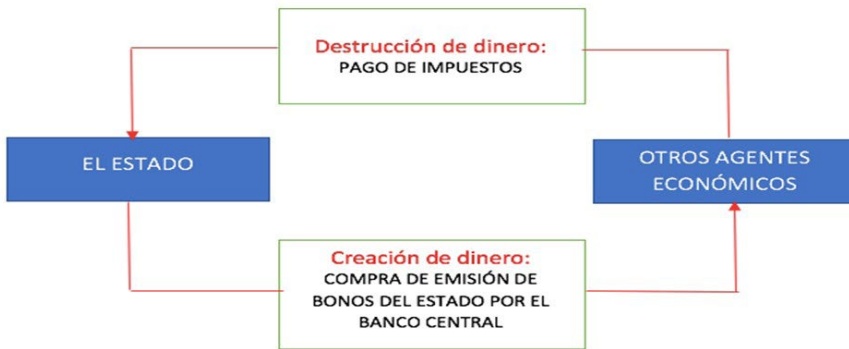 Destrucción de dinero:
PAGO DE IMPUESTOS
EL ESTADO
OTROS AGENTES
ECONÓMICOS
Creación de dinero:
COMPRA DE EMISIÓN DE
BONOS DEL ESTADO POR EL
BANCO CENTRAL